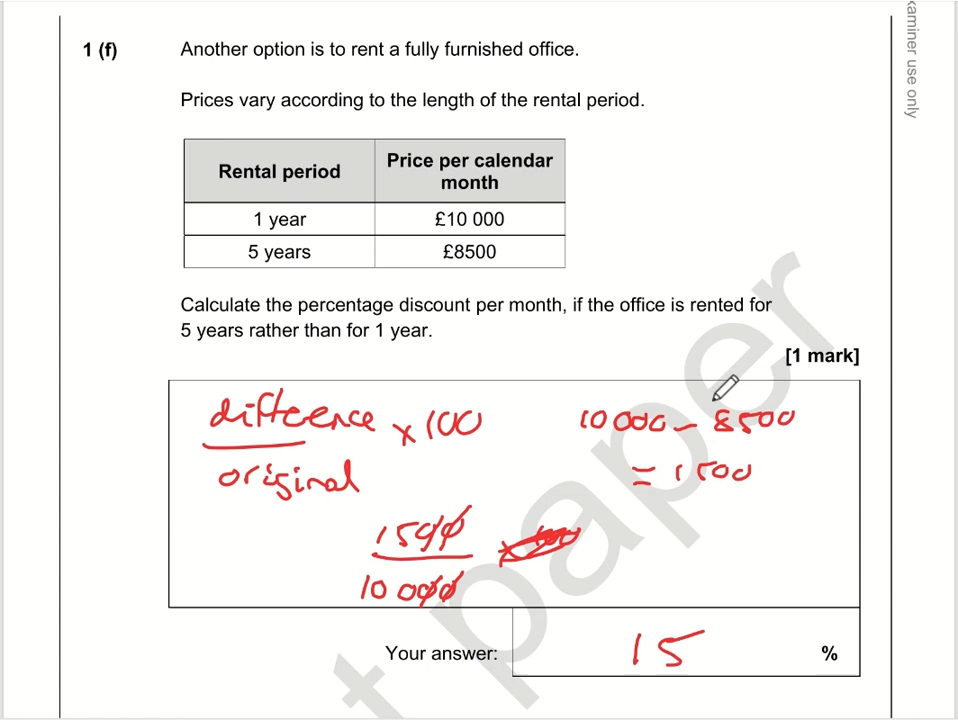 1 (f) Another option is to rent a fully furnished office.
Prices vary according to the length of the rental period.
Rental period Price per calendar month
1 year £10 000
5 years £8500
Calculate the percentage discount per month, if the office is rented for
5 years rather than for 1 year.
[1 mark]
difference × 100 10000 - 8500
original = 1500
1500
10 000
Your answer: 15 %
xaminer use only
t paper